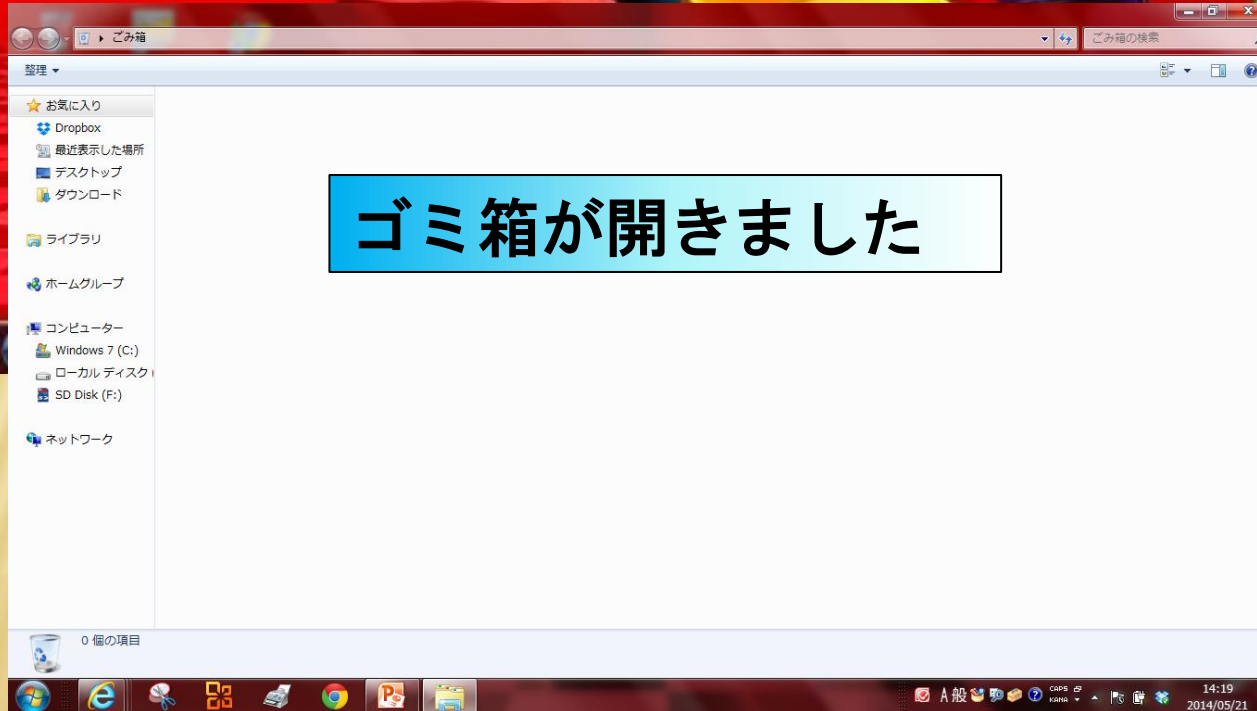 ごみ箱
ごみ箱の検索
整理
お気に入り
Dropbox
最近表示した場所
デスクトップ
ダウンロード
ライブラリ
ホームグループ
コンピューター
Windows 7 (C:)
ローカル ディスク (
SD Disk (F:)
ネットワーク
ゴミ箱が開きました
0 個の項目
A 般
CAPS
KANA
14:19
2014/05/21